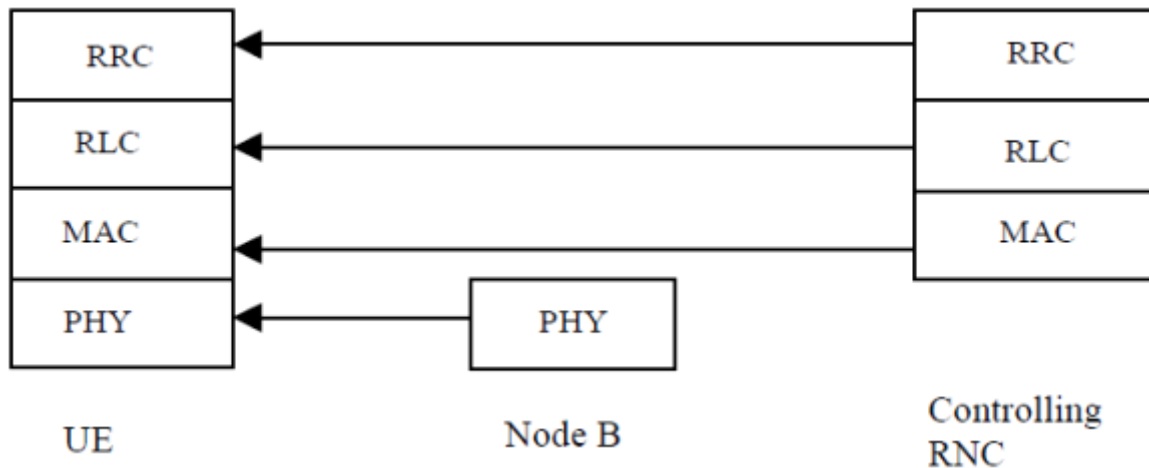 RRC
RRC
RLC
RLC
MAC
MAC
PHY
PHY
UE
Node B
Controlling
RNC